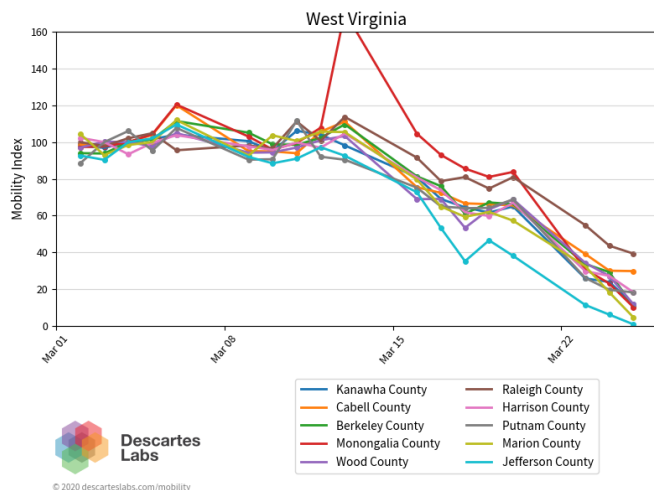 West Virginia
160
140
120
100
80
60
40
20
0
Mobility Index
Mar 01
Mar 08
Mar 15
Mar 22
Kanawha County
Cabell County
Berkeley County
Monongalia County
Wood County
Raleigh County
Harrison County
Putnam County
Marion County
Jefferson County
Descartes
Labs
© 2020 descarteslabs.com/mobility